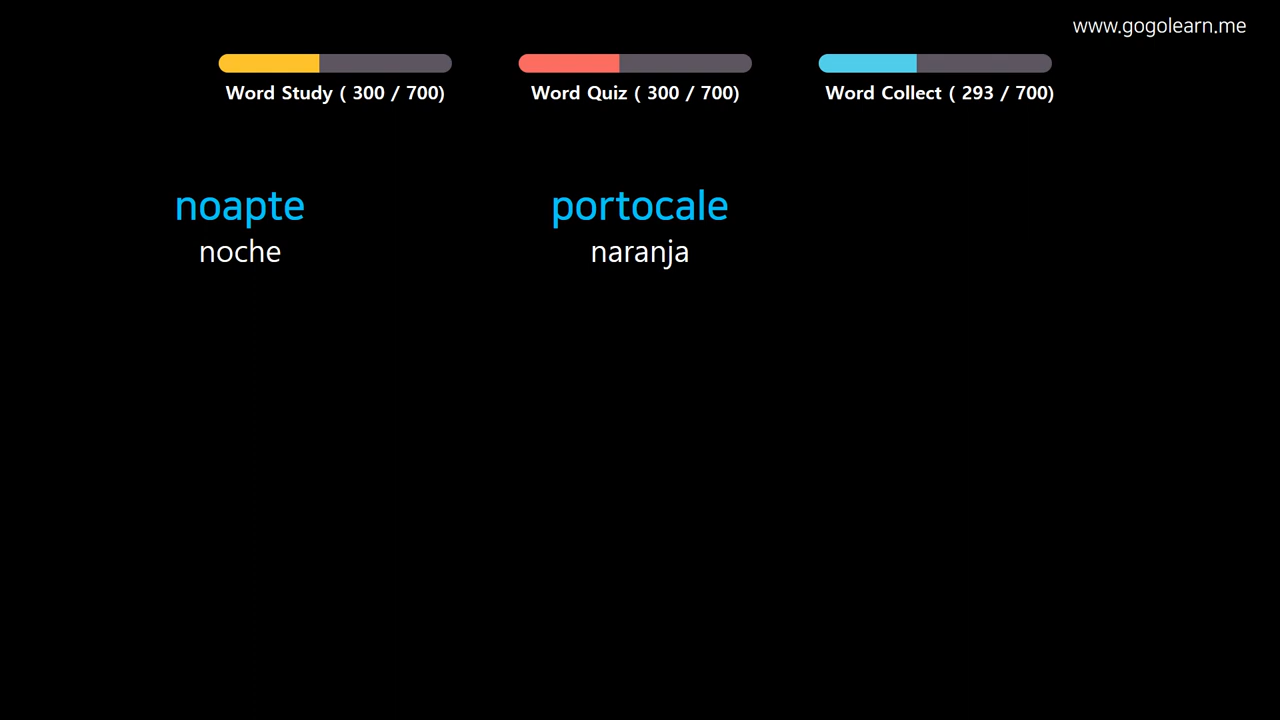 www.gogolearn.me
Word Study ( 300 / 700)
Word Quiz ( 300 / 700)
Word Collect ( 293 / 700)
noapte
noche
portocale
naranja